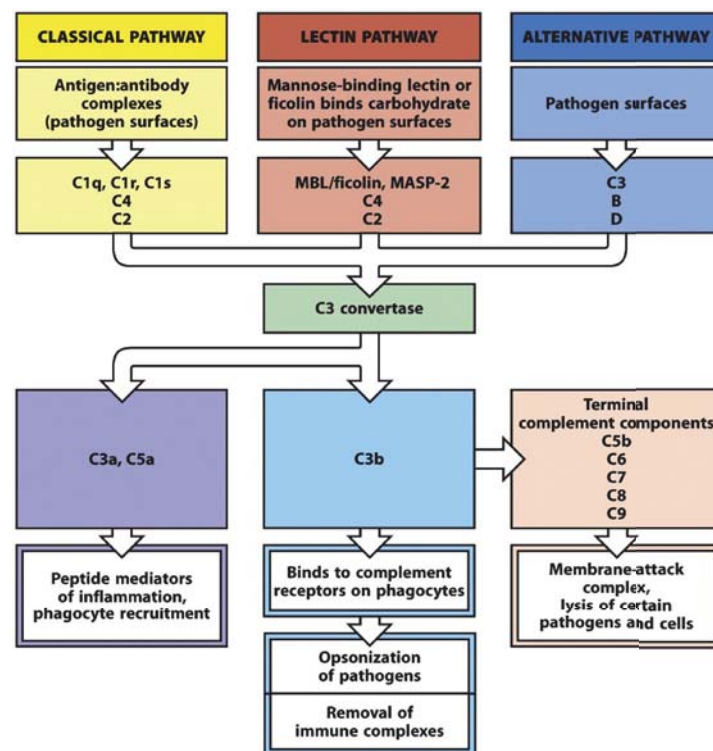 CLASSICAL PATHWAY
LECTIN PATHWAY
ALTERNATIVE PATHWAY
Antigen:antibody
complexes
(pathogen surfaces)
Mannose-binding lectin or
ficolin binds carbohydrate
on pathogen surfaces
Pathogen surfaces
C1q, C1r, C1s
C4
C2
MBL/ficolin, MASP-2
C4
C2
C3
B
D
C3 convertase
C3a, C5a
C3b
Terminal
complement components
C5b
C6
C7
C8
C9
Peptide mediators
of inflammation,
phagocyte recruitment
Binds to complement
receptors on phagocytes
Opsonization
of pathogens
Removal of
immune complexes
Membrane-attack
complex,
lysis of certain
pathogens and cells